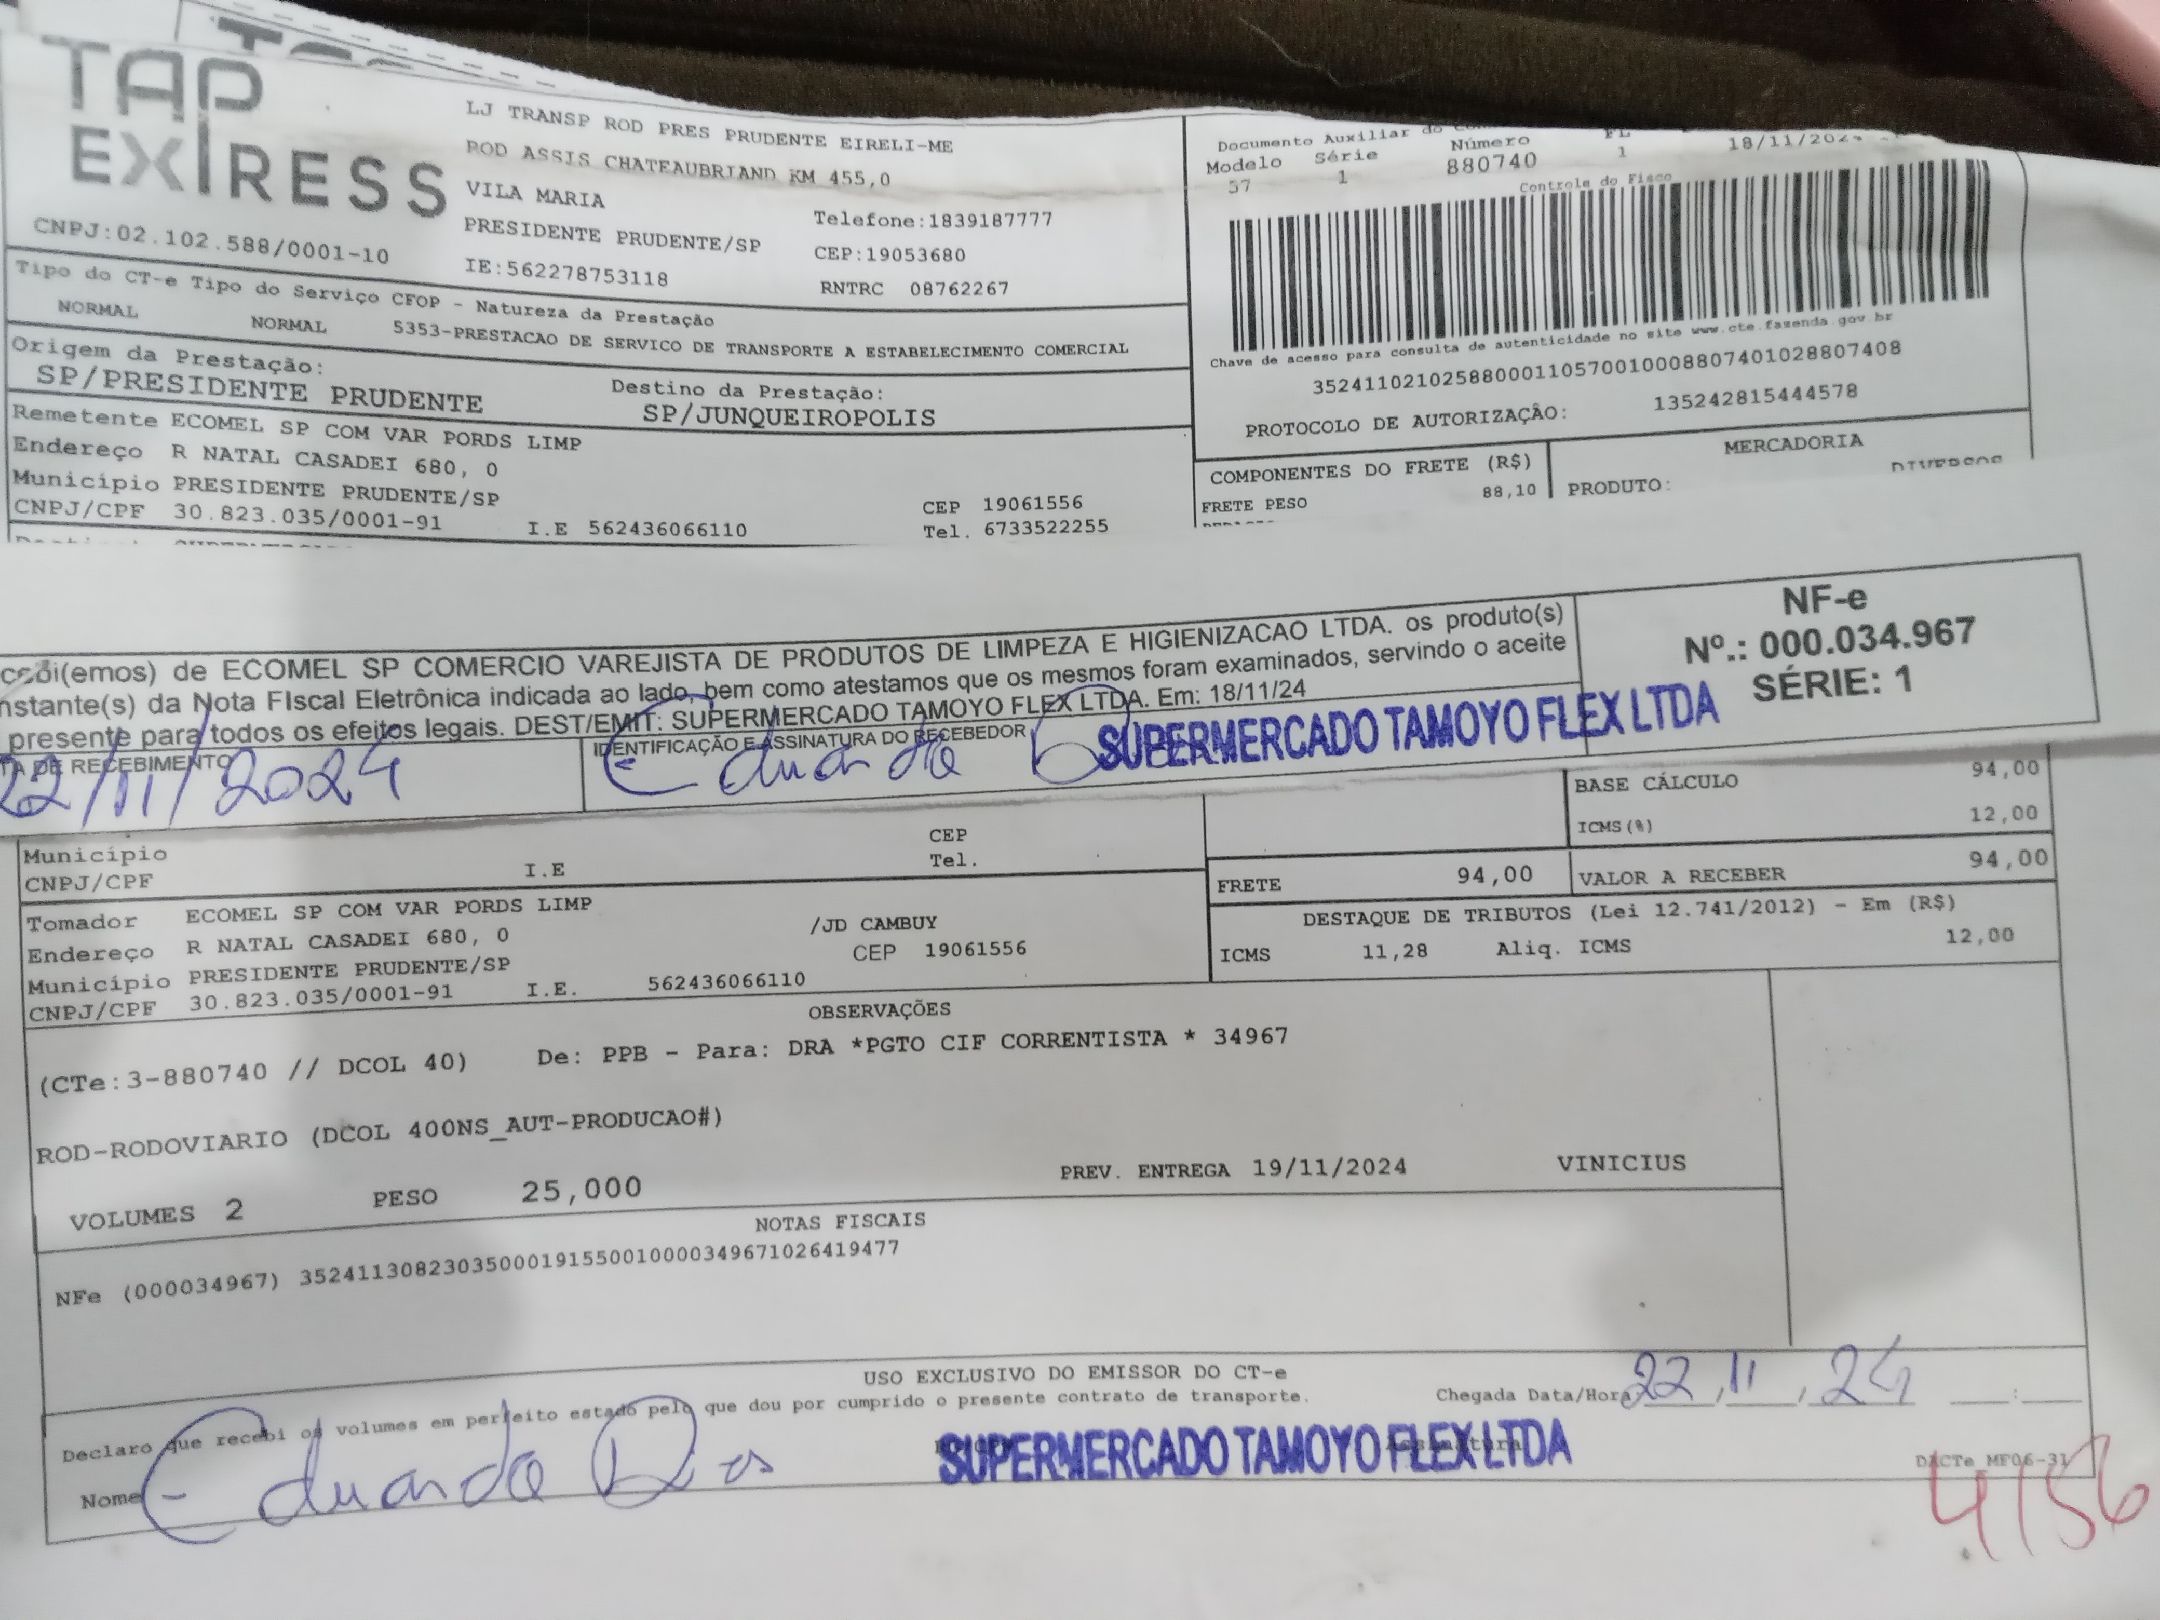 TAP
EXPRESS
CNPJ:02.102.588/0001-10
LJ TRANSP ROD PRES PRUDENTE EIRELI-ME
ROD ASSIS CHATEAUBRIAND KM 455,0
VILA MARIA
Telefone:1839187777
PRESIDENTE PRUDENTE/SP
CEP:19053680
IE:562278753118
RNTRC 08762267
Documento Auxiliar do
Modelo Série Número FL
57 1 880740 1 18/11/202
Controle do Fisco
Chave de acesso para consulta de autenticidade no site www.cte.fazenda.gov.br
35241102102588000110570010008807401028807408
PROTOCOLO DE AUTORIZAÇÃO: 135242815444578
Tipo do CT-e Tipo do Serviço CFOP - Natureza da Prestação
NORMAL NORMAL 5353-PRESTACAO DE SERVICO DE TRANSPORTE A ESTABELECIMENTO COMERCIAL
Origem da Prestação: Destino da Prestação:
SP/PRESIDENTE PRUDENTE SP/JUNQUEIROPOLIS
Remetente ECOMEL SP COM VAR PORDS LIMP
Endereço R NATAL CASADEI 680, 0
Município PRESIDENTE PRUDENTE/SP CEP 19061556
CNPJ/CPF 30.823.035/0001-91 I.E 562436066110 Tel. 6733522255
COMPONENTES DO FRETE (R$) MERCADORIA
FRETE PESO 88,10 PRODUTO: DIVERSOS
(emos) de ECOMEL SP COMERCIO VAREJISTA DE PRODUTOS DE LIMPEZA E HIGIENIZACAO LTDA. os produto(s)
nstante(s) da Nota FIscal Eletrônica indicada ao lado, bem como atestamos que os mesmos foram examinados, servindo o aceite
presente para todos os efeitos legais. DEST/EMIT: SUPERMERCADO TAMOYO FLEX LTDA. Em: 18/11/24
NF-e
Nº.: 000.034.967
SÉRIE: 1
TA DE RECEBIMENTO IDENTIFICAÇÃO E ASSINATURA DO RECEBEDOR
22/11/2024 Eduardo SUPERMERCADO TAMOYO FLEX LTDA
BASE CÁLCULO 94,00
ICMS(%) 12,00
FRETE 94,00 VALOR A RECEBER 94,00
Município CEP
CNPJ/CPF I.E Tel.
Tomador ECOMEL SP COM VAR PORDS LIMP
Endereço R NATAL CASADEI 680, 0 /JD CAMBUY
Município PRESIDENTE PRUDENTE/SP CEP 19061556
CNPJ/CPF 30.823.035/0001-91 I.E. 562436066110
DESTAQUE DE TRIBUTOS (Lei 12.741/2012) - Em (R$)
ICMS 11,28 Aliq. ICMS 12,00
OBSERVAÇÕES
(CTe:3-880740 // DCOL 40) De: PPB - Para: DRA *PGTO CIF CORRENTISTA * 34967
ROD-RODOVIARIO (DCOL 400NS_AUT-PRODUCAO#)
VOLUMES 2 PESO 25,000 PREV. ENTREGA 19/11/2024 VINICIUS
NOTAS FISCAIS
NFe (000034967) 35241130823035000191550010000349671026419477
USO EXCLUSIVO DO EMISSOR DO CT-e
Declaro que recebi os volumes em perfeito estado pelo que dou por cumprido o presente contrato de transporte.
Chegada Data/Hora 22 / 11 / 24 :
Nome Eduardo SUPERMERCADO TAMOYO FLEX LTDA
Assinatura
DACTe MF06-31
4156